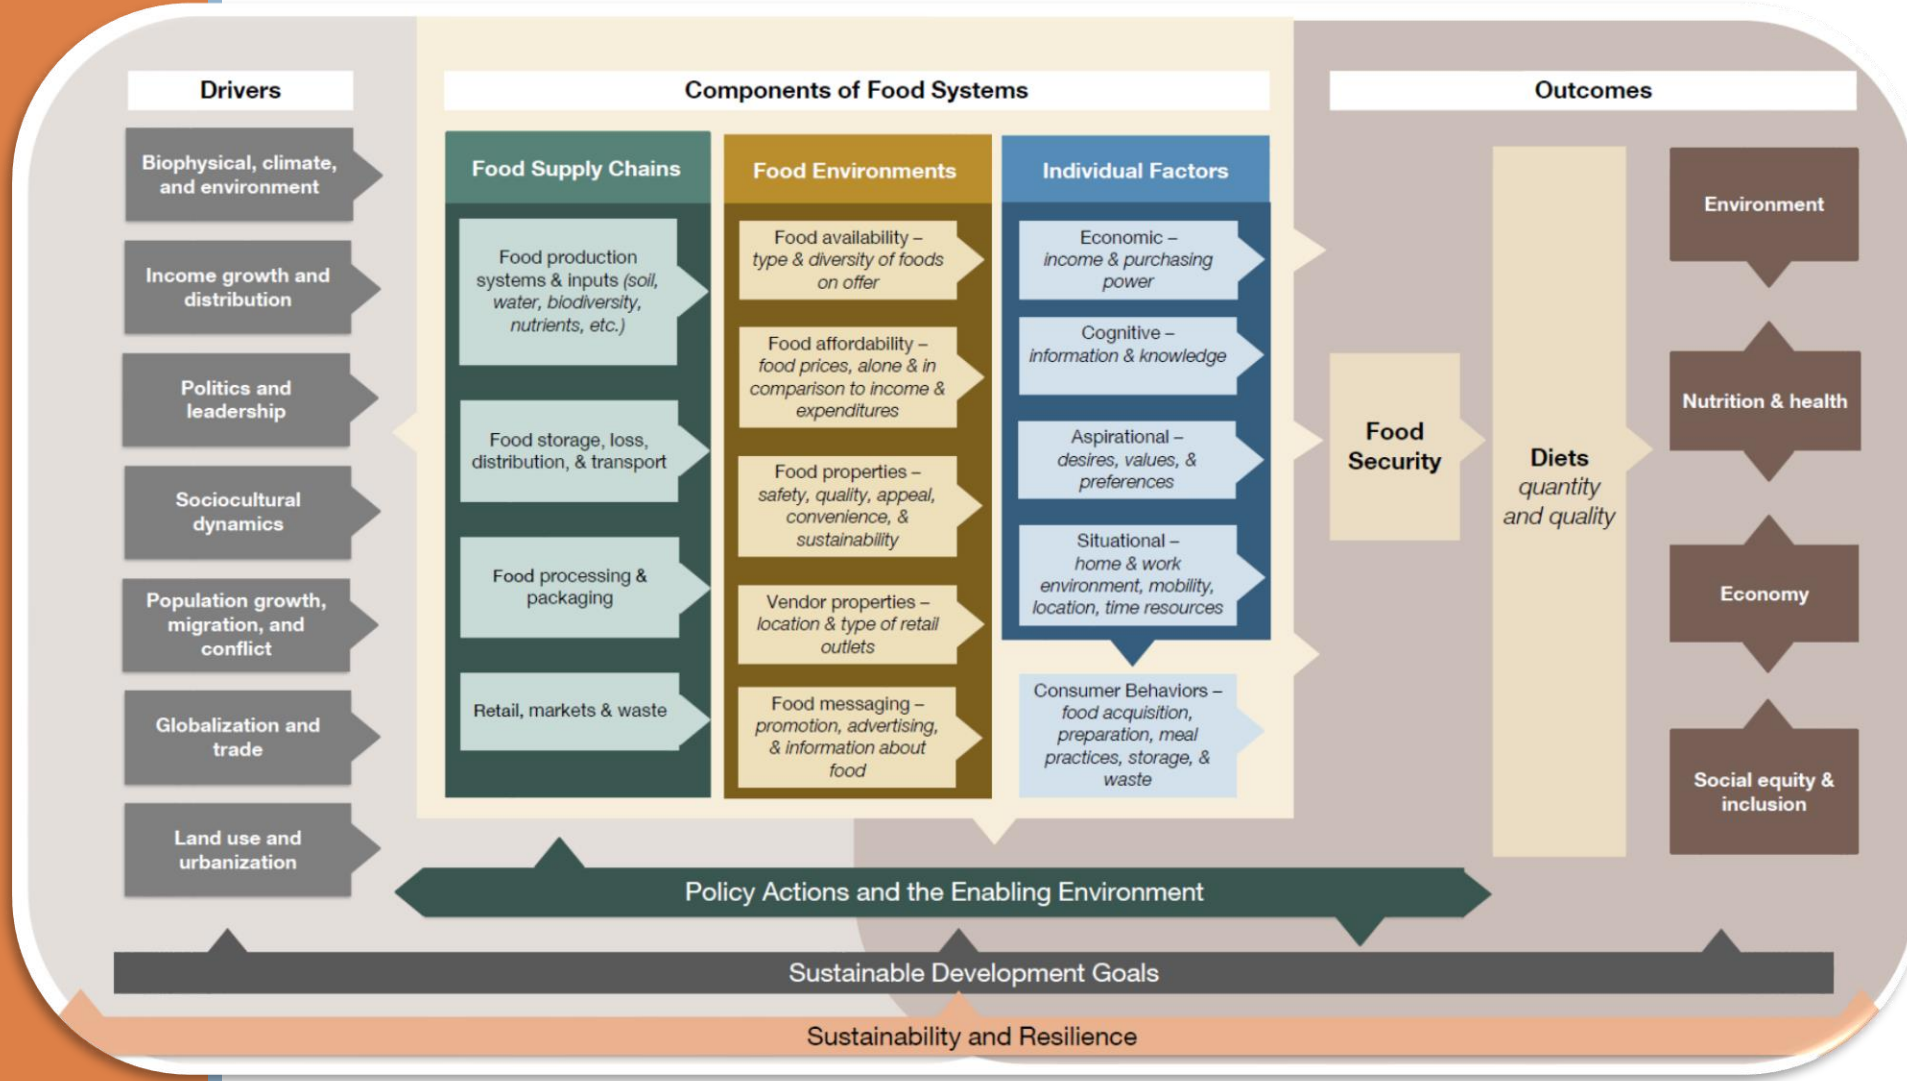 Drivers
Biophysical, climate,
and environment
Income growth and
distribution
Politics and
leadership
Sociocultural
dynamics
Population growth,
migration, and
conflict
Globalization and
trade
Land use and
urbanization
Components of Food Systems
Food Supply Chains
Food production
systems & inputs (soil,
water, biodiversity,
nutrients, etc.)
Food storage, loss,
distribution, & transport
Food processing &
packaging
Retail, markets & waste
Food Environments
Food availability –
type & diversity of foods
on offer
Food affordability –
food prices, alone & in
comparison to income &
expenditures
Food properties –
safety, quality, appeal,
convenience, &
sustainability
Vendor properties –
location & type of retail
outlets
Food messaging –
promotion, advertising,
& information about
food
Individual Factors
Economic –
income & purchasing
power
Cognitive –
information & knowledge
Aspirational –
desires, values, &
preferences
Situational –
home & work
environment, mobility,
location, time resources
Consumer Behaviors –
food acquisition,
preparation, meal
practices, storage, &
waste
Outcomes
Food
Security
Diets
quantity
and quality
Environment
Nutrition & health
Economy
Social equity &
inclusion
Policy Actions and the Enabling Environment
Sustainable Development Goals
Sustainability and Resilience